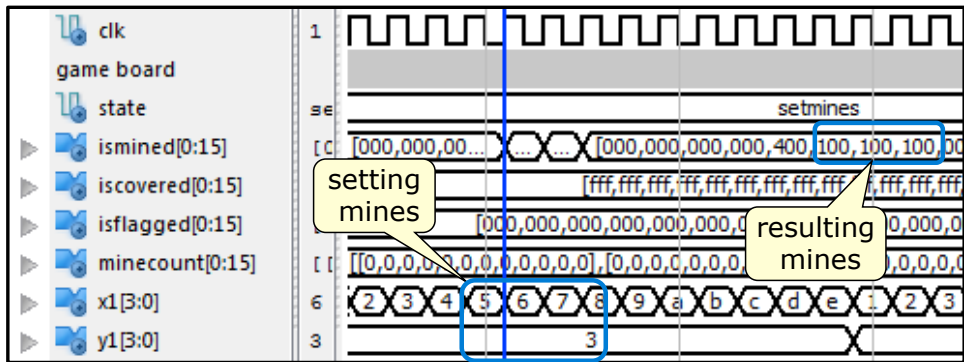 clk 1
game board
state se setmines
ismined[0:15] [000,000,00... ... ... [000,000,000,000,400,100,100,100,00
iscovered[0:15] [fff,fff,fff,fff,fff,fff,fff,fff,fff,fff,fff,fff
setting
mines
isflagged[0:15] [000,000,000,000,000,000,0 00,000,0
resulting
mines
minecount[0:15] [[ [[0,0,0,0,0,0,0,0,0,0,0,0],[0,0,0,0,0,0,0 0,0,0,0
x1[3:0] 6 2 3 4 5 6 7 8 9 a b c d e 1 2 3
y1[3:0] 3 3